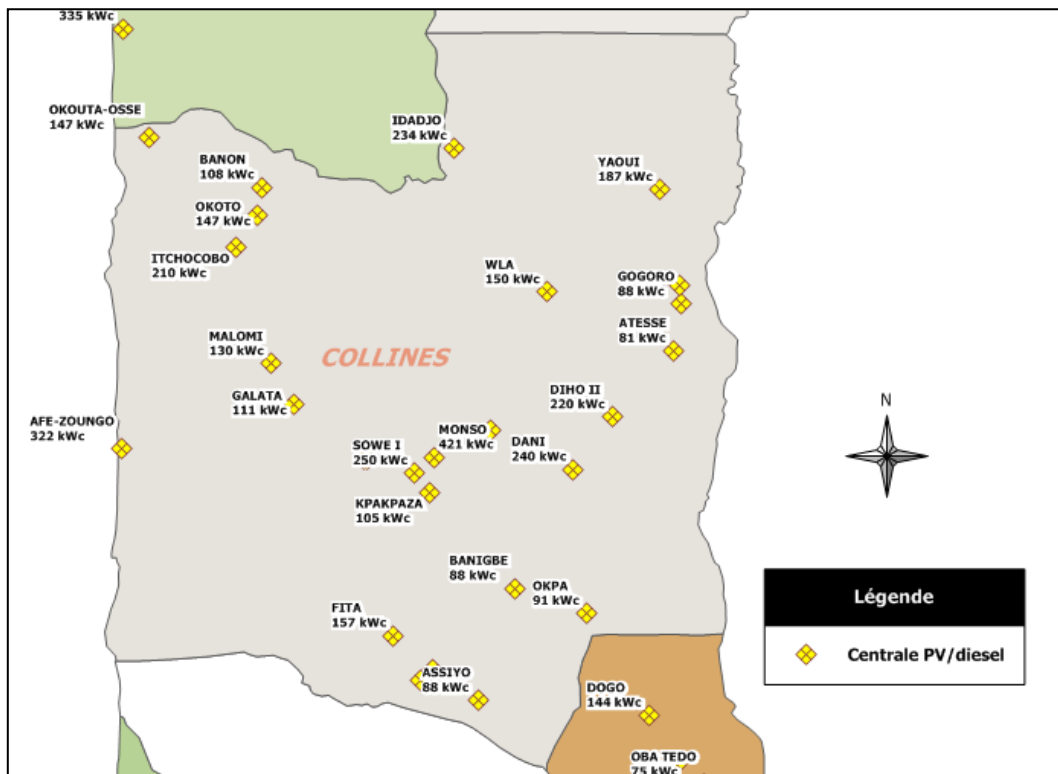 335 kWc
OKOUTA-OSSE
147 kWc
IDADJO
234 kWc
BANON
108 kWc
YAOUI
187 kWc
OKOTO
147 kWc
ITCHOCOBO
210 kWc
WLA
150 kWc
GOGORO
88 kWc
ATESSE
81 kWc
MALOMI
130 kWc
COLLINES
GALATA
111 kWc
DIHO II
220 kWc
AFE-ZOUNGO
322 kWc
MONSO
421 kWc
SOWE I
250 kWc
DANI
240 kWc
KPAKPAZA
105 kWc
N
BANIGBE
88 kWc
OKPA
91 kWc
FITA
157 kWc
Légende
Centrale PV/diesel
ASSIYO
88 kWc
DOGO
144 kWc
OBA TEDO
75 kWc